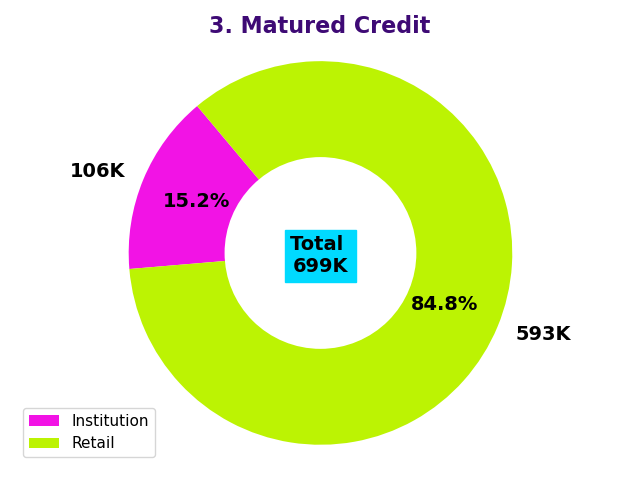 3. Matured Credit
106K
15.2%
Total
699K
84.8%
593K
Institution
Retail